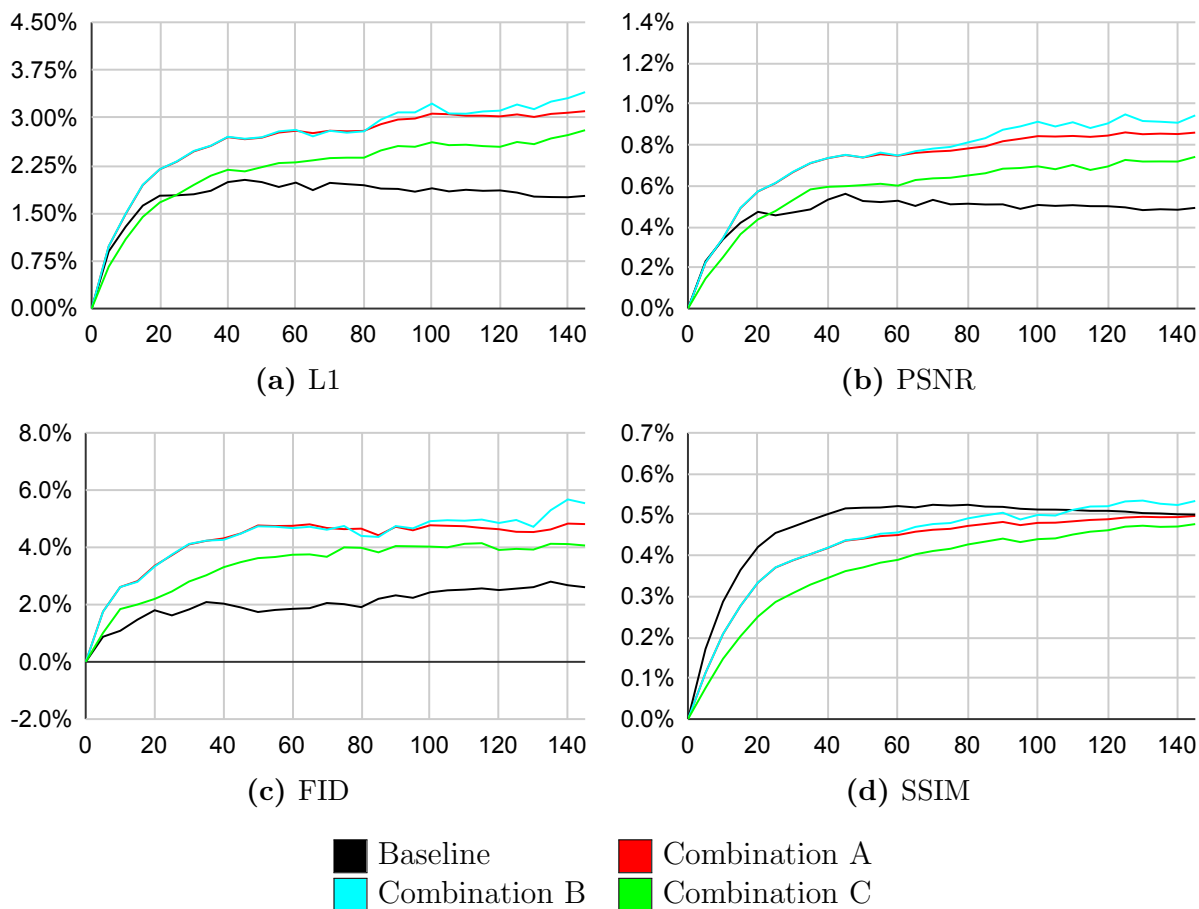 4.50%
3.75%
3.00%
2.25%
1.50%
0.75%
0.00%
0 20 40 60 80 100 120 140
(a) L1
1.4%
1.2%
1.0%
0.8%
0.6%
0.4%
0.2%
0.0%
0 20 40 60 80 100 120 140
(b) PSNR
8.0%
6.0%
4.0%
2.0%
0.0%
-2.0%
0 20 40 60 80 100 120 140
(c) FID
0.7%
0.6%
0.5%
0.4%
0.3%
0.2%
0.1%
0.0%
0 20 40 60 80 100 120 140
(d) SSIM
Baseline Combination A
Combination B Combination C